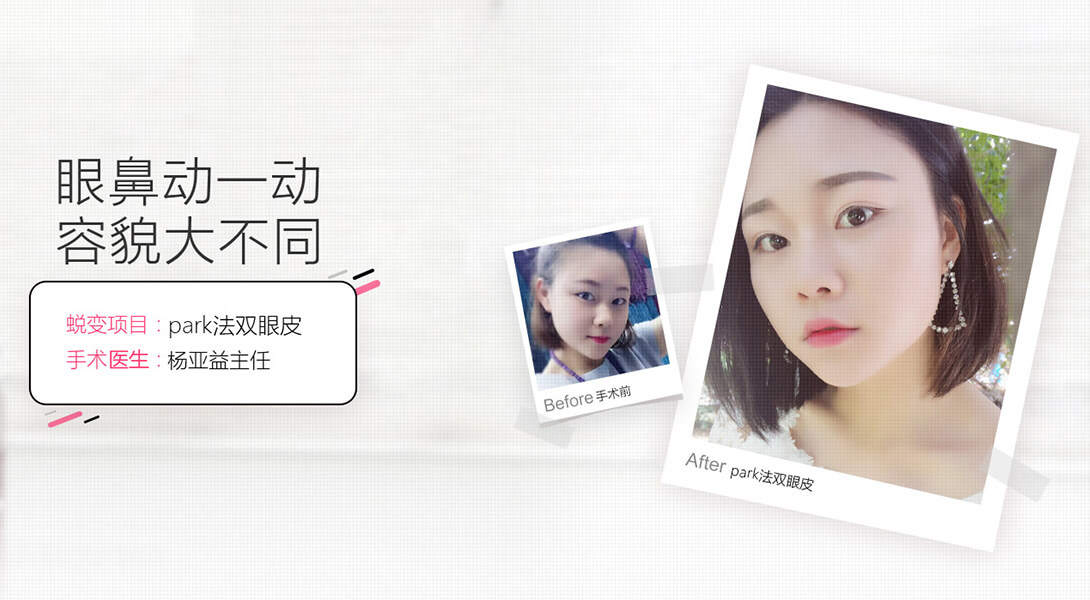 眼鼻动一动
容貌大不同
蜕变项目：park法双眼皮
手术医生：杨亚益主任
Before 手术前
After park法双眼皮